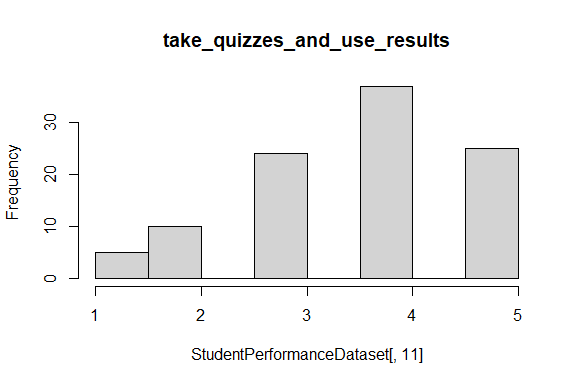 take_quizzes_and_use_results
Frequency
30
20
10
0
1 2 3 4 5
StudentPerformanceDataset[, 11]